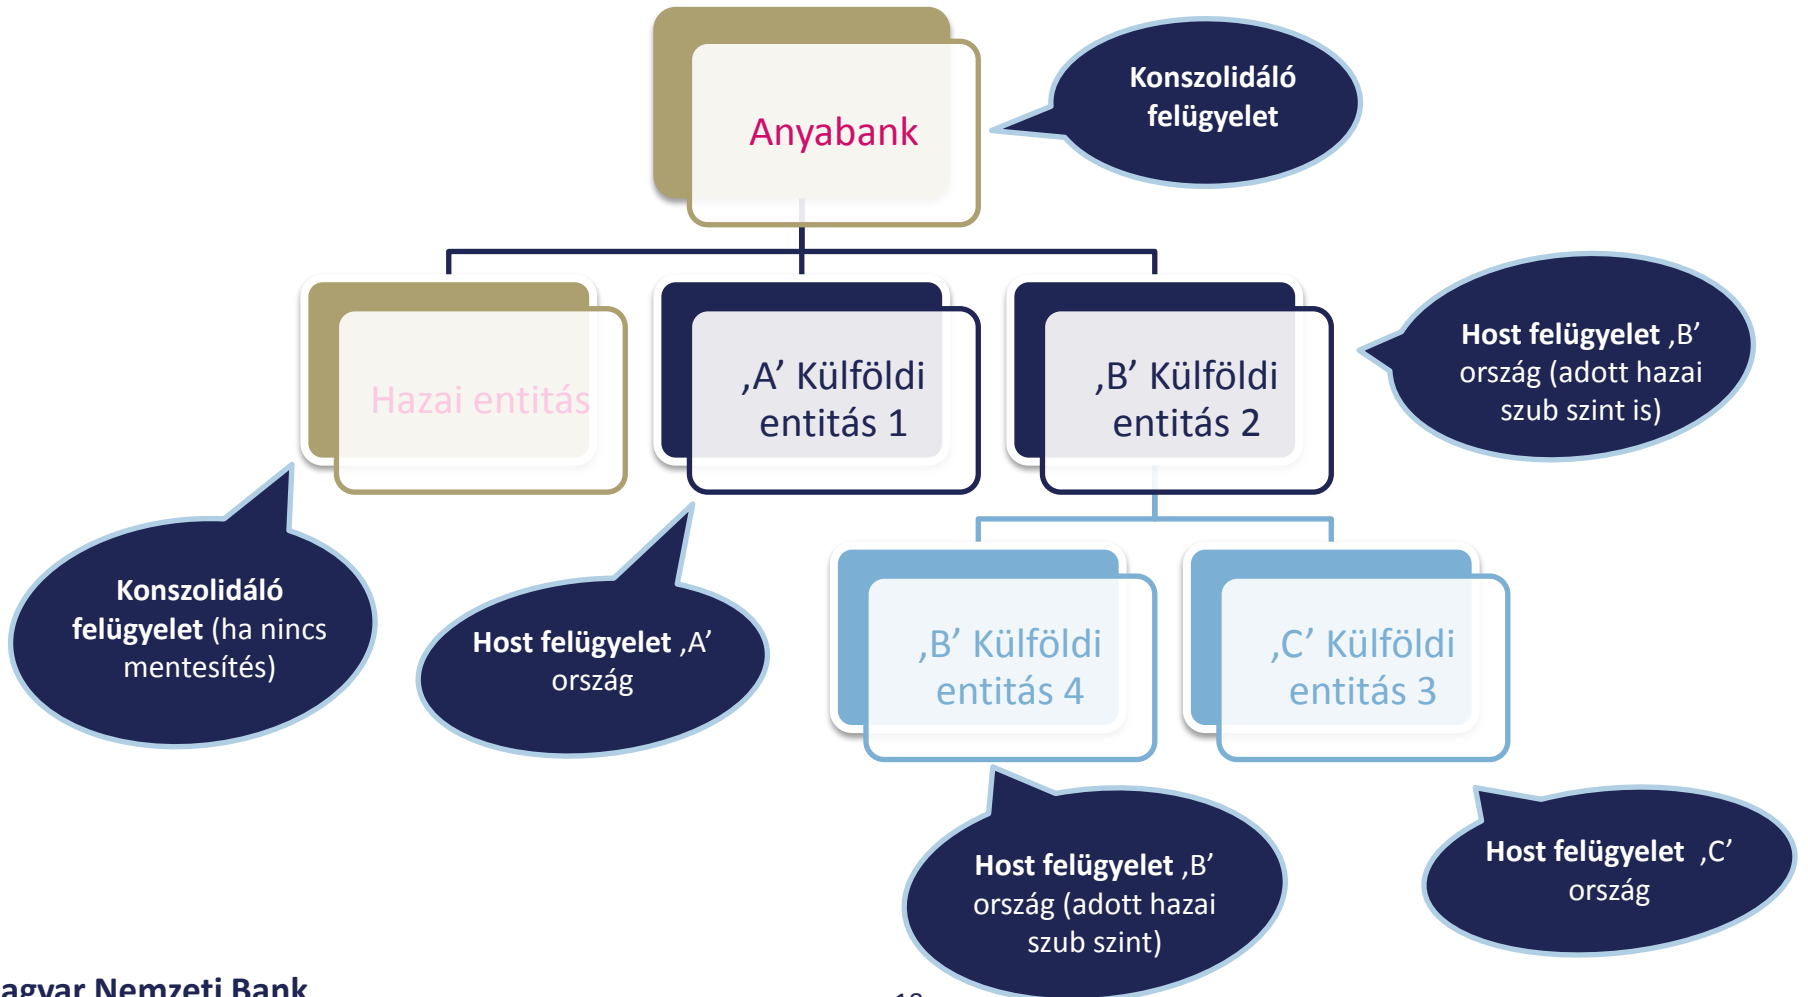 Konszolidáló
felügyelet
Anyabank
Host felügyelet ‚B’
ország (adott hazai
szub szint is)
Hazai entitás
‚A’ Külföldi
entitás 1
‚B’ Külföldi
entitás 2
Konszolidáló
felügyelet (ha nincs
mentesítés)
Host felügyelet ‚A’
ország
‚B’ Külföldi
entitás 4
‚C’ Külföldi
entitás 3
Host felügyelet ‚B’
ország (adott hazai
szub szint)
Host felügyelet ‚C’
ország
agyar Nemzeti Bank